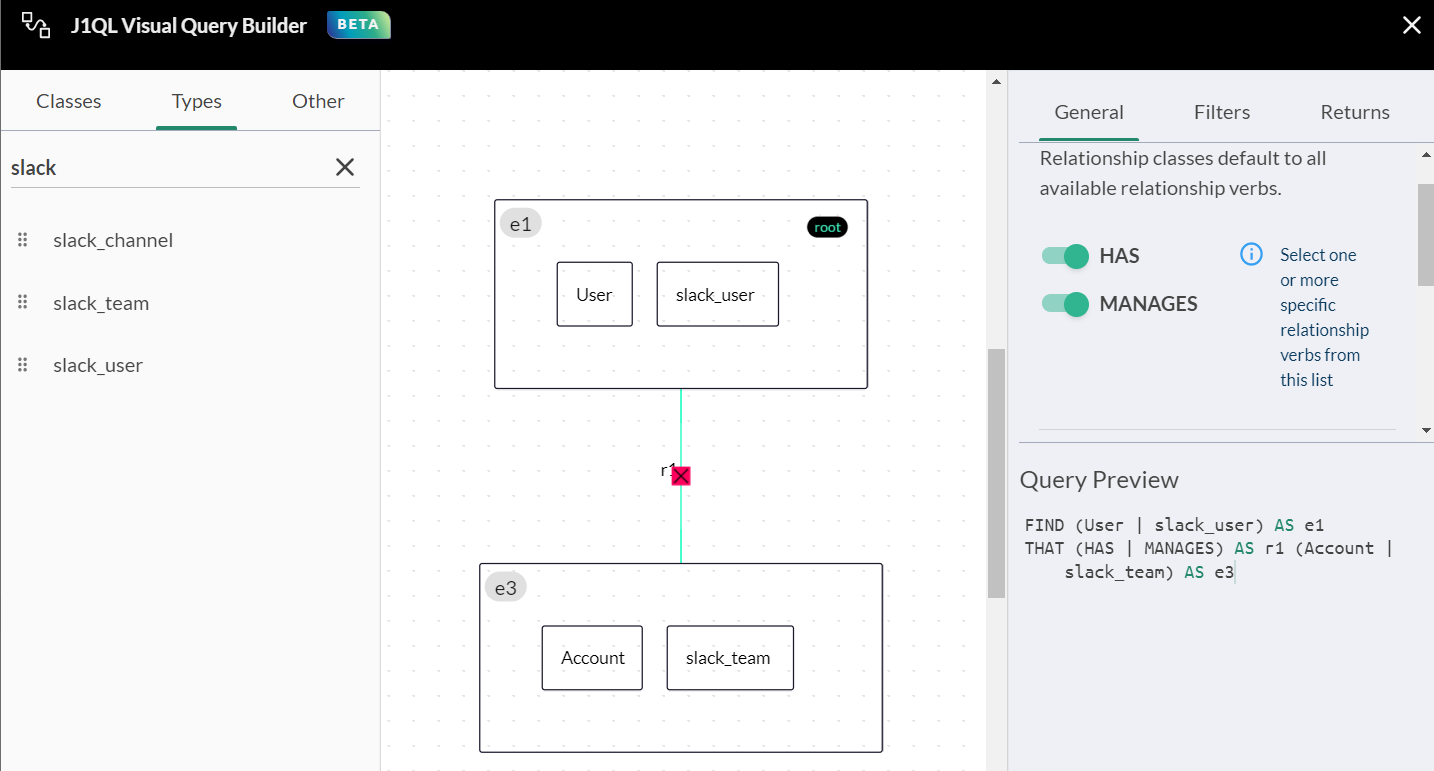 J1QL Visual Query Builder BETA
Classes Types Other
slack
slack_channel
slack_team
slack_user
e1
root
User slack_user
r1
e3
Account slack_team
General Filters Returns
Relationship classes default to all
available relationship verbs.
HAS
MANAGES
Select one
or more
specific
relationship
verbs from
this list
Query Preview
FIND (User | slack_user) AS e1
THAT (HAS | MANAGES) AS r1 (Account |
slack_team) AS e3